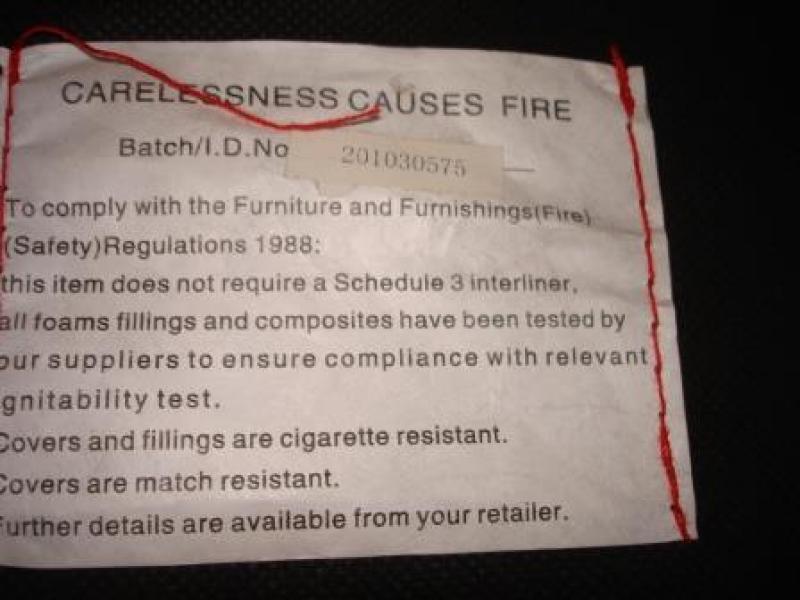 CARELESSNESS CAUSES FIRE
Batch/I.D.No 201030575
To comply with the Furniture and Furnishings(Fire)
(Safety)Regulations 1988:
this item does not require a Schedule 3 interliner,
all foams fillings and composites have been tested by
our suppliers to ensure compliance with relevant
gnitability test.
Covers and fillings are cigarette resistant.
Covers are match resistant.
Further details are available from your retailer.